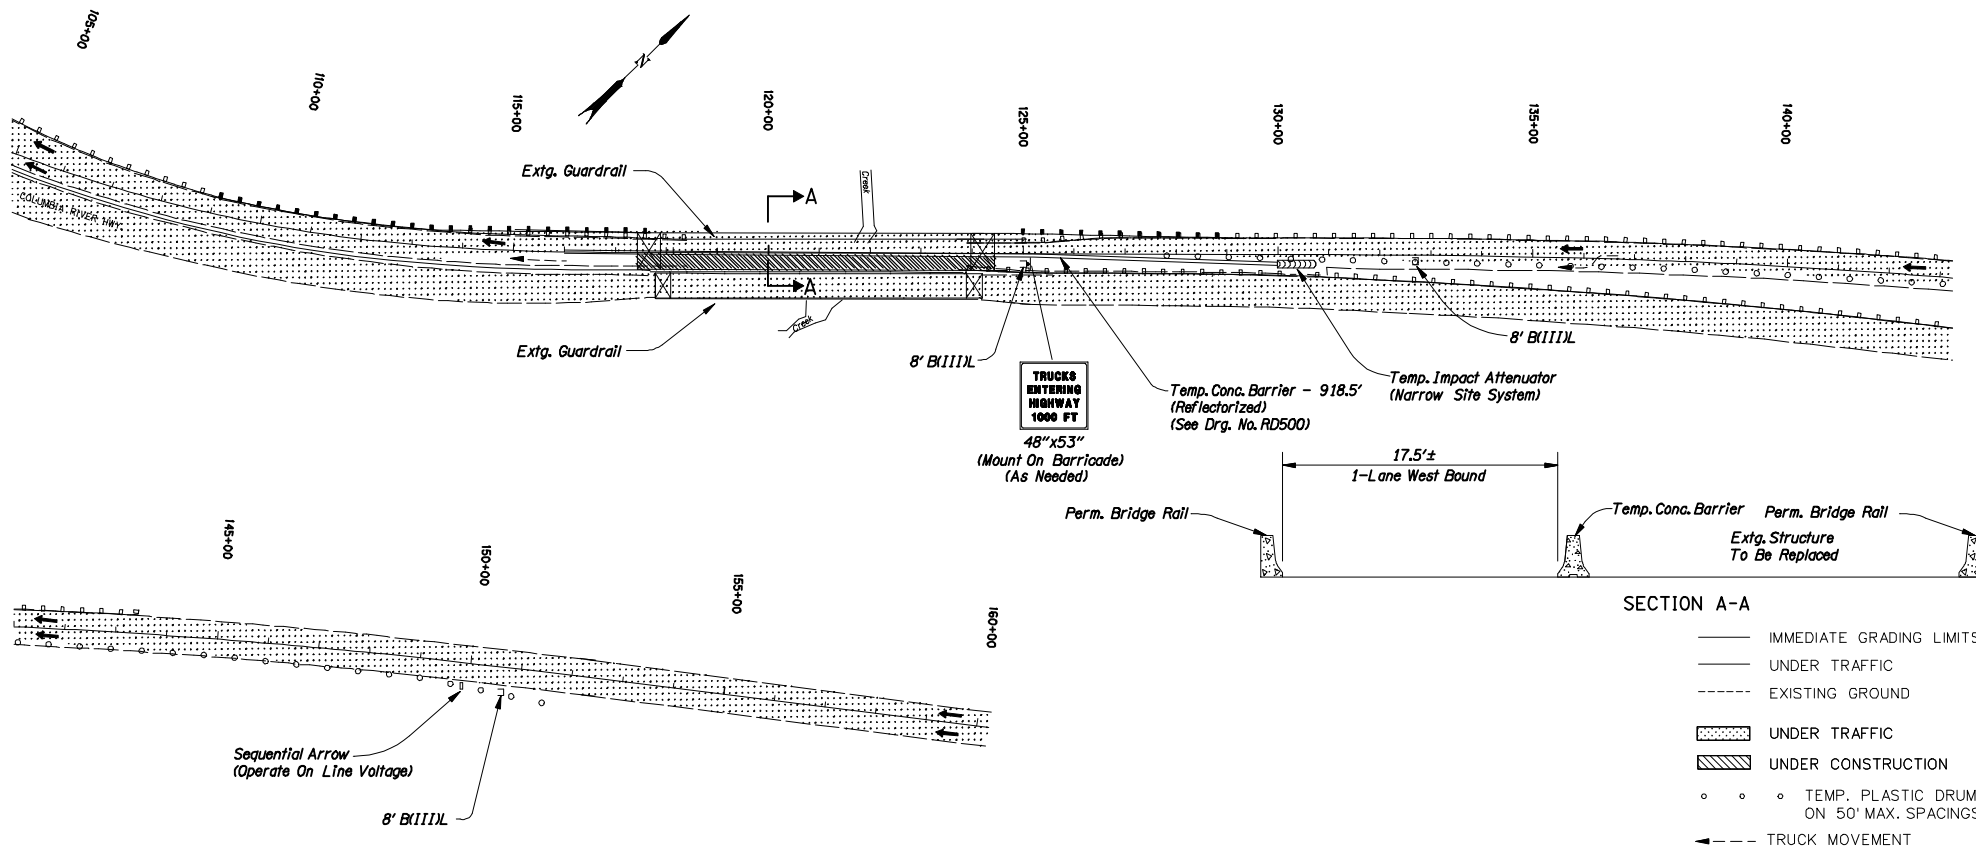 105+00
110+00
115+00
120+00
125+00
130+00
135+00
140+00
N
Extg. Guardrail
A
Creek
COLUMBIA RIVER HWY
A
Creek
Extg. Guardrail
8' B(III)L
TRUCKS
ENTERING
HIGHWAY
1000 FT
48"x53"
(Mount On Barricade)
(As Needed)
Temp. Conc. Barrier - 918.5'
(Reflectorized)
(See Drg. No. RD500)
Temp. Impact Attenuator
(Narrow Site System)
8' B(III)L
17.5'±
1-Lane West Bound
Perm. Bridge Rail
Temp. Conc. Barrier
Perm. Bridge Rail
Extg. Structure
To Be Replaced
SECTION A-A
145+00
150+00
155+00
160+00
Sequential Arrow
(Operate On Line Voltage)
8' B(III)L
IMMEDIATE GRADING LIMITS
UNDER TRAFFIC
EXISTING GROUND
UNDER TRAFFIC
UNDER CONSTRUCTION
TEMP. PLASTIC DRUM
ON 50' MAX. SPACINGS
TRUCK MOVEMENT